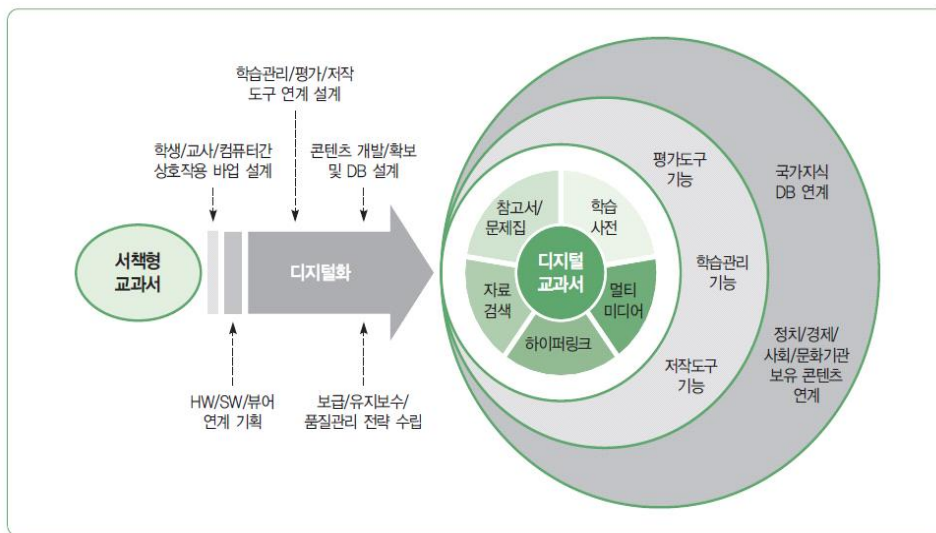 학습관리/평가/저작
도구 연계 설계
학생/교사/컴퓨터간
상호작용 바업 설계
콘텐츠 개발/확보
및 DB 설계
서책형
교과서
디지털화
HW/SW/뷰어
연계 기획
보급/유지보수/
품질관리 전략 수립
참고서/
문제집
학습
사전
디지털
교과서
자료
검색
멀티
미디어
하이퍼링크
평가도구
기능
학습관리
기능
저작도구
기능
국가지식
DB 연계
정치/경제/
사회/문화기관
보유 콘텐츠
연계